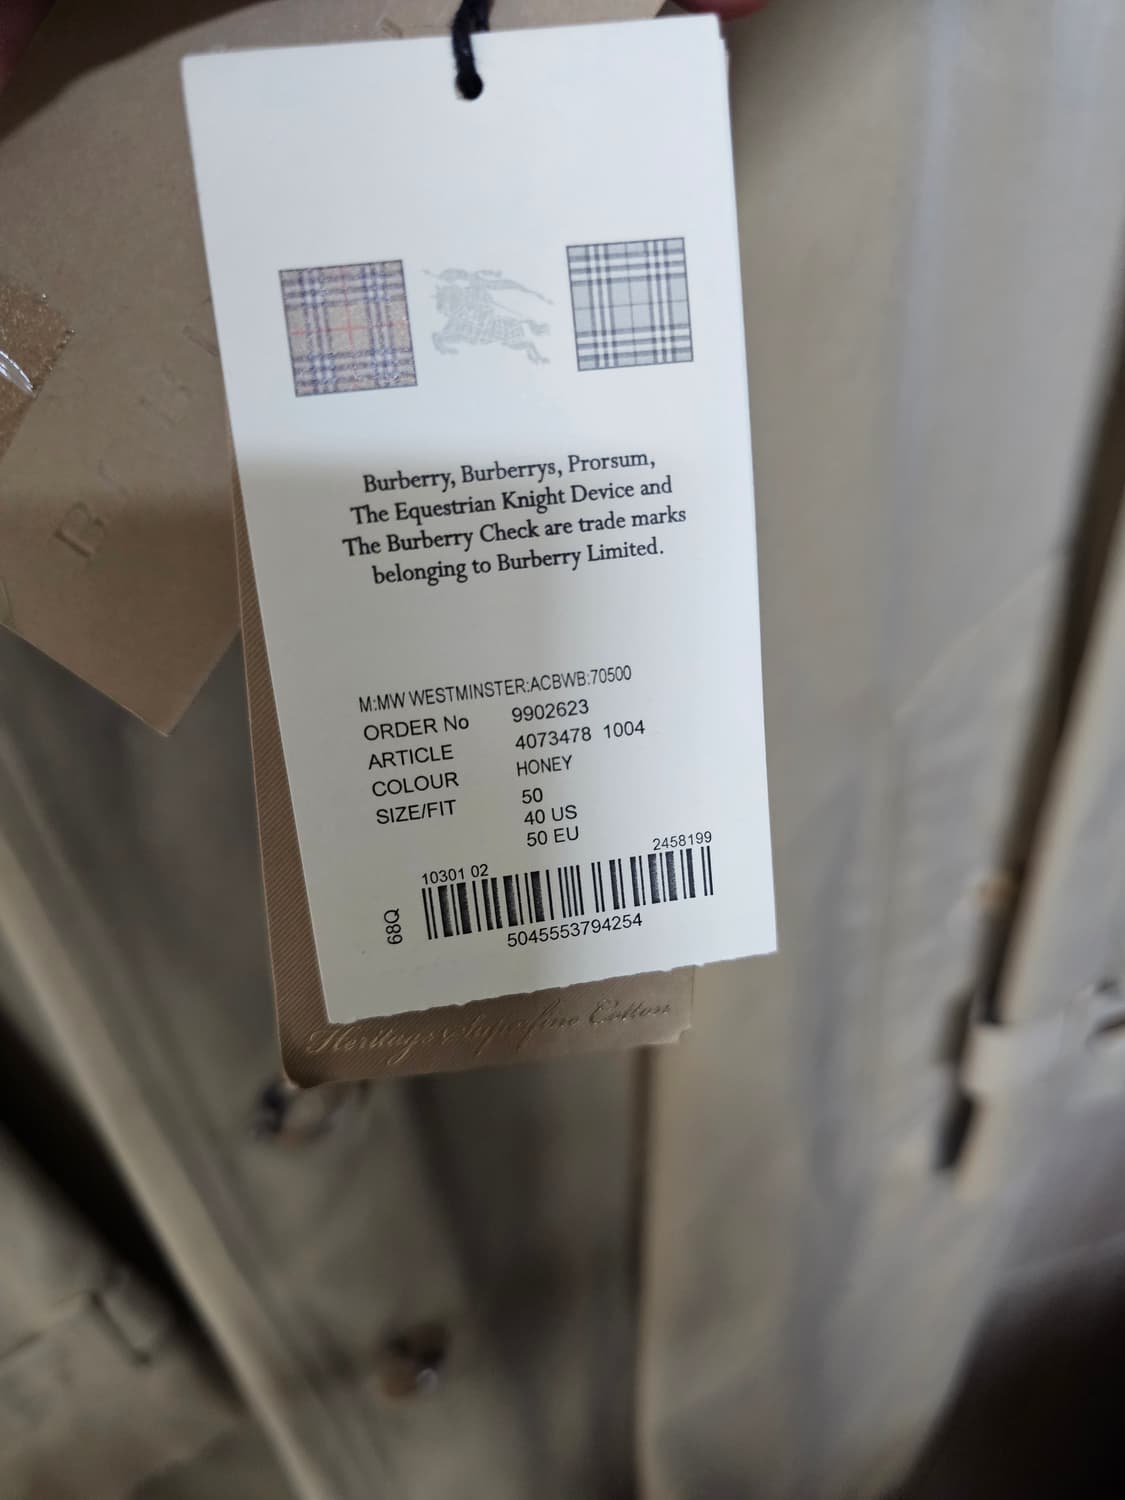 Burberry, Burberrys, Prorsum,
The Equestrian Knight Device and
The Burberry Check are trade marks
belonging to Burberry Limited.
M:MW WESTMINSTER:ACBWB:70500
ORDER No 9902623
ARTICLE 4073478 1004
COLOUR HONEY
SIZE/FIT 50
40 US
50 EU
10301 02 2458199
68Q
5045553794254
Heritage Superfine Cotton